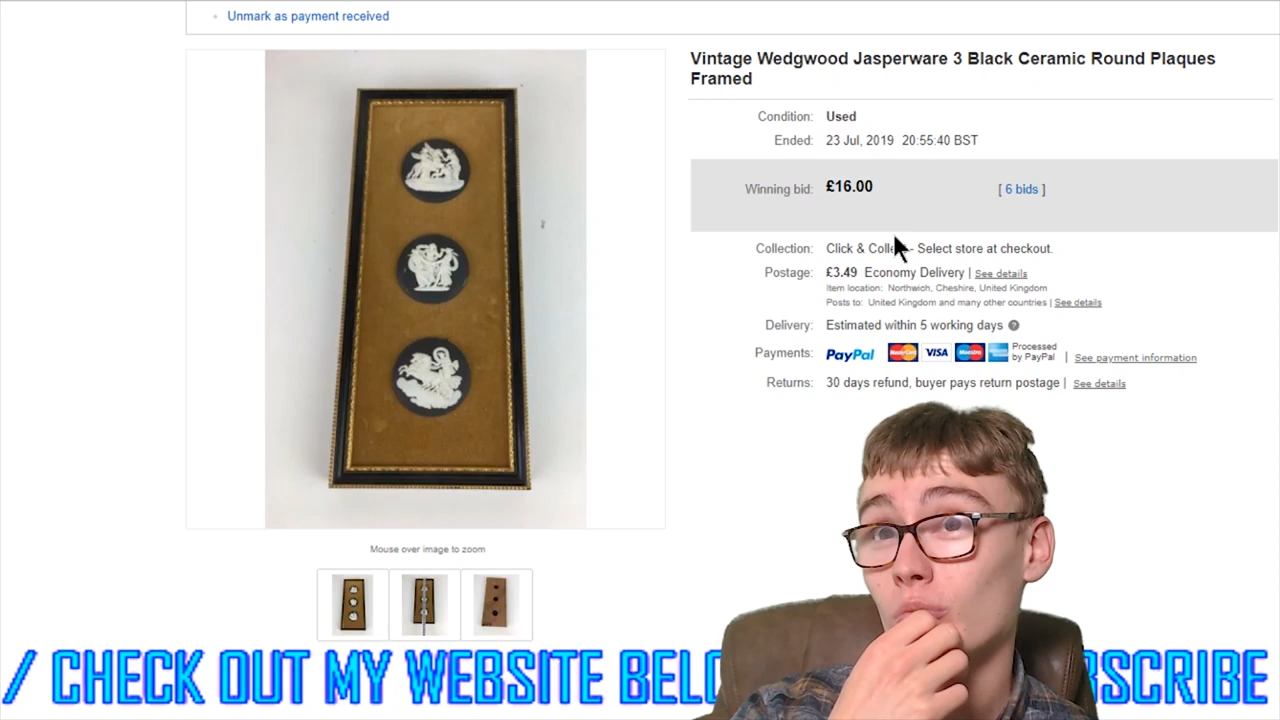 Unmark as payment received
Vintage Wedgwood Jasperware 3 Black Ceramic Round Plaques
Framed
Condition: Used
Ended: 23 Jul, 2019 20:55:40 BST
Winning bid: £16.00 [ 6 bids ]
Collection: Click & - Select store at checkout.
Postage: £3.49 Economy Delivery | See details
Item location: Northwich, Cheshire, United Kingdom
Posts to: United Kingdom and many other countries | See details
Delivery: Estimated within 5 working days ?
Payments: PayPal MasterCard VISA Maestro Processed
by PayPal | See payment information
Returns: 30 days refund, buyer pays return postage | See details
Mouse over image to zoom
/ CHECK OUT MY WEBSITE